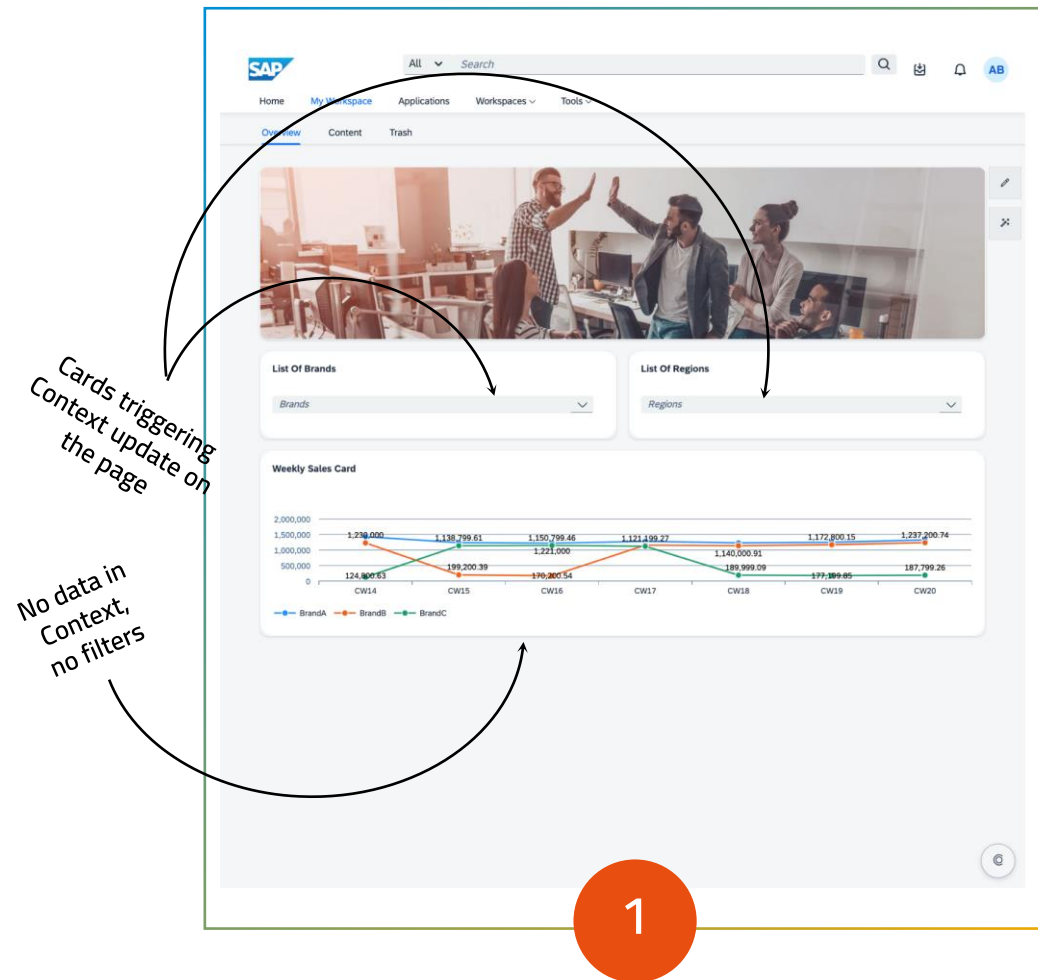 SAP
All
Search
AB
Home My Workspace Applications Workspaces Tools
Overview Content Trash
Cards triggering
Context update on
the page
List Of Brands
Brands
List Of Regions
Regions
Weekly Sales Card
2,000,000
1,500,000
1,000,000
500,000
0
1,230,000
1,138,799.61
1,150,799.46
1,121,199.27
1,172,800.15
1,237,200.74
1,221,000
1,140,000.91
124,800.63
199,200.39
170,200.54
189,999.09
177,199.85
187,799.26
CW14 CW15 CW16 CW17 CW18 CW19 CW20
BrandA BrandB BrandC
No data in
Context,
no filters
1